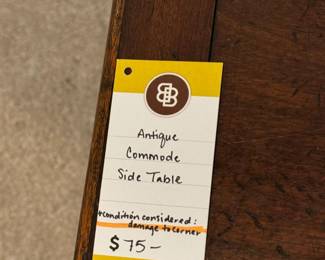 BB
Antique
Commode
Side Table
*condition considered:
damage to corner
$75-